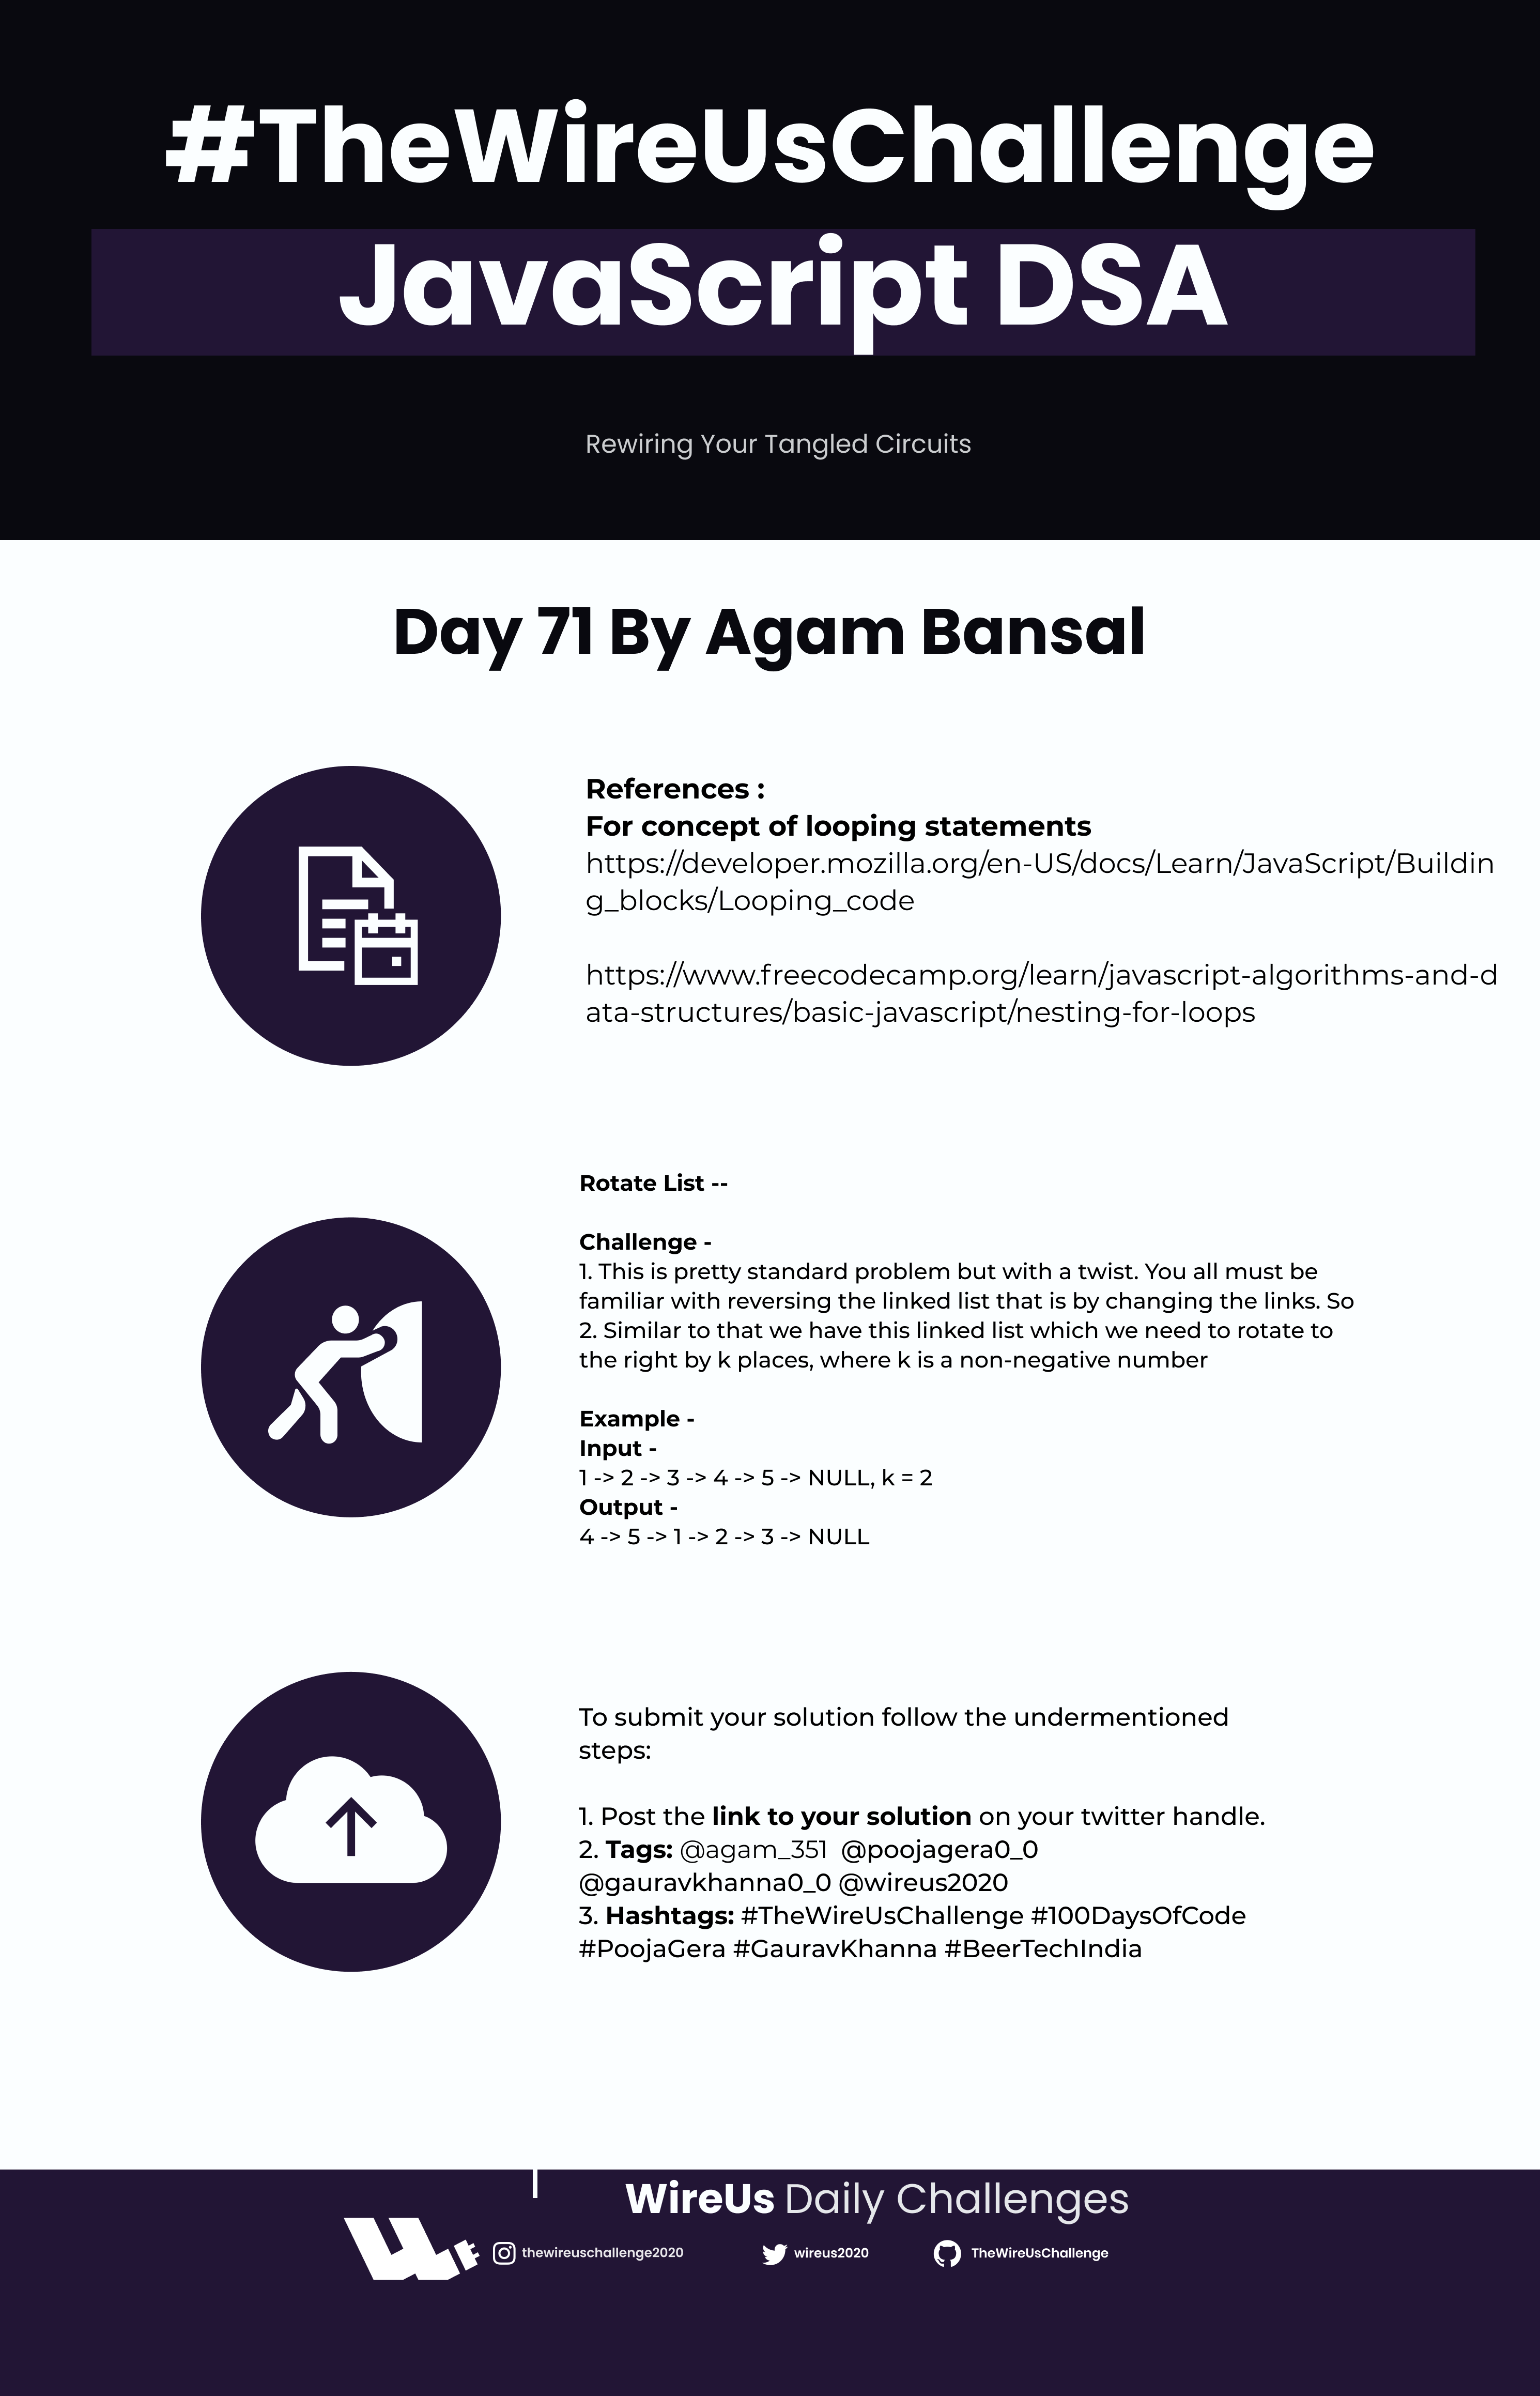 #TheWireUsChallenge
JavaScript DSA
Rewiring Your Tangled Circuits
Day 71 By Agam Bansal
References :
For concept of looping statements
https://developer.mozilla.org/en-US/docs/Learn/JavaScript/Buildin
g_blocks/Looping_code
https://www.freecodecamp.org/learn/javascript-algorithms-and-d
ata-structures/basic-javascript/nesting-for-loops
Rotate List --
Challenge -
1. This is pretty standard problem but with a twist. You all must be
familiar with reversing the linked list that is by changing the links. So
2. Similar to that we have this linked list which we need to rotate to
the right by k places, where k is a non-negative number
Example -
Input -
1 -> 2 -> 3 -> 4 -> 5 -> NULL, k = 2
Output -
4 -> 5 -> 1 -> 2 -> 3 -> NULL
To submit your solution follow the undermentioned
steps:
1. Post the link to your solution on your twitter handle.
2. Tags: @agam_351 @poojagera0_0
@gauravkhanna0_0 @wireus2020
3. Hashtags: #TheWireUsChallenge #100DaysOfCode
#PoojaGera #GauravKhanna #BeerTechIndia
WireUs Daily Challenges
thewireuschallenge2020 wireus2020 TheWireUsChallenge